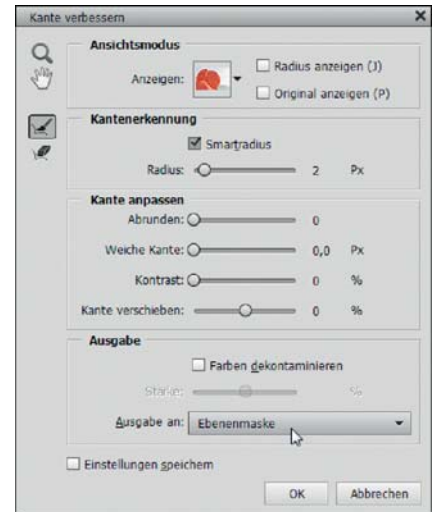 Kante verbessern
Ansichtsmodus
Anzeigen:
Radius anzeigen (J)
Original anzeigen (P)
Kantenerkennung
Smartradius
Radius: 2 Px
Kante anpassen
Abrunden: 0
Weiche Kante: 0,0 Px
Kontrast: 0 %
Kante verschieben: 0 %
Ausgabe
Farben dekontaminieren
Stärke: %
Ausgabe an: Ebenenmaske
Einstellungen speichern
OK Abbrechen